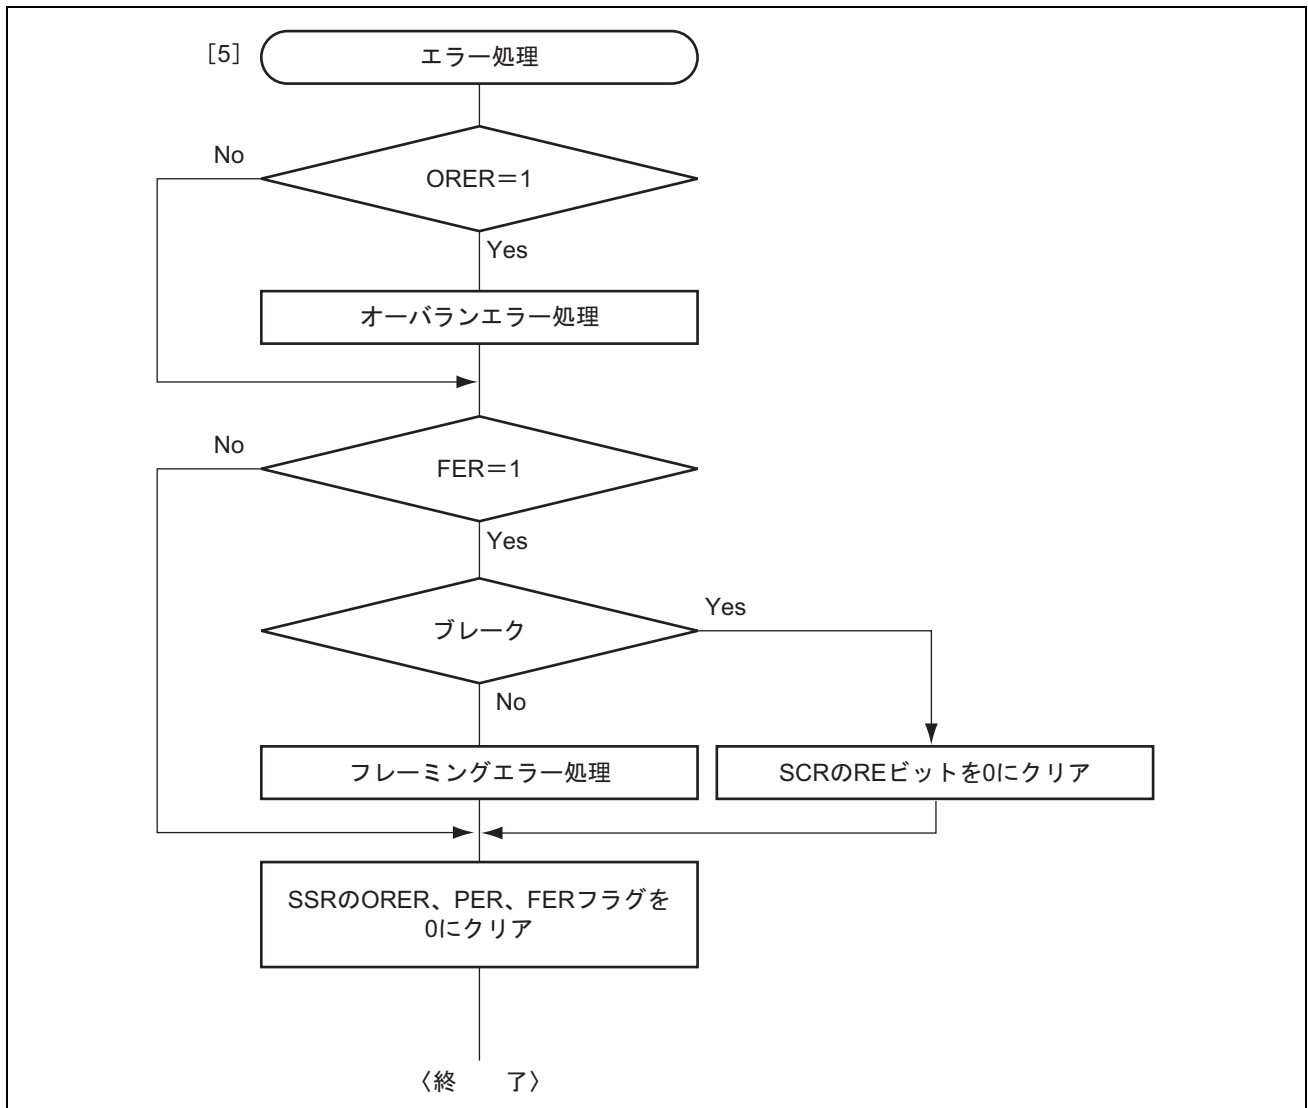 ［5］ エラー処理
No
ORER＝1
Yes
オーバランエラー処理
No
FER＝1
Yes
ブレーク
Yes
No
フレーミングエラー処理
SCRのREビットを0にクリア
SSRのORER、PER、FERフラグを
0にクリア
〈終　　了〉